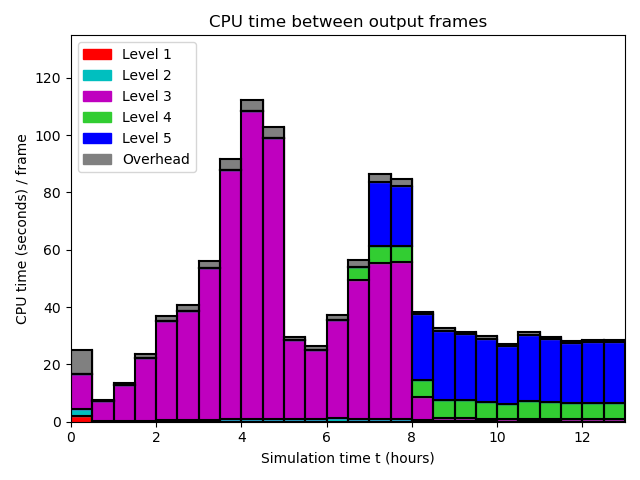 CPU time between output frames
Level 1
Level 2
Level 3
Level 4
Level 5
Overhead
CPU time (seconds) / frame
120
100
80
60
40
20
0
0 2 4 6 8 10 12
Simulation time t (hours)